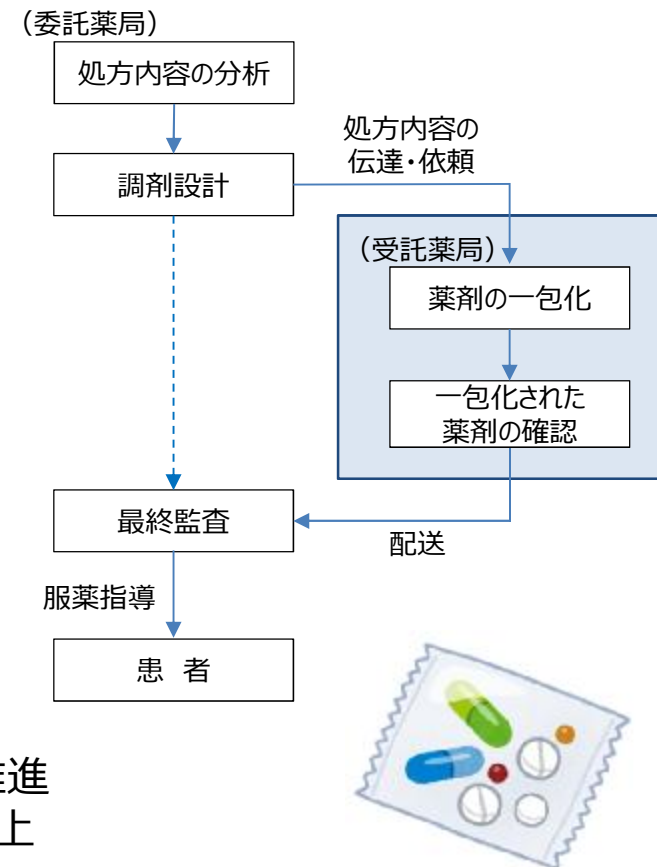 （委託薬局）
処方内容の分析
調剤設計
処方内容の
伝達・依頼
（受託薬局）
薬剤の一包化
一包化された
薬剤の確認
配送
最終監査
服薬指導
患 者
進
上